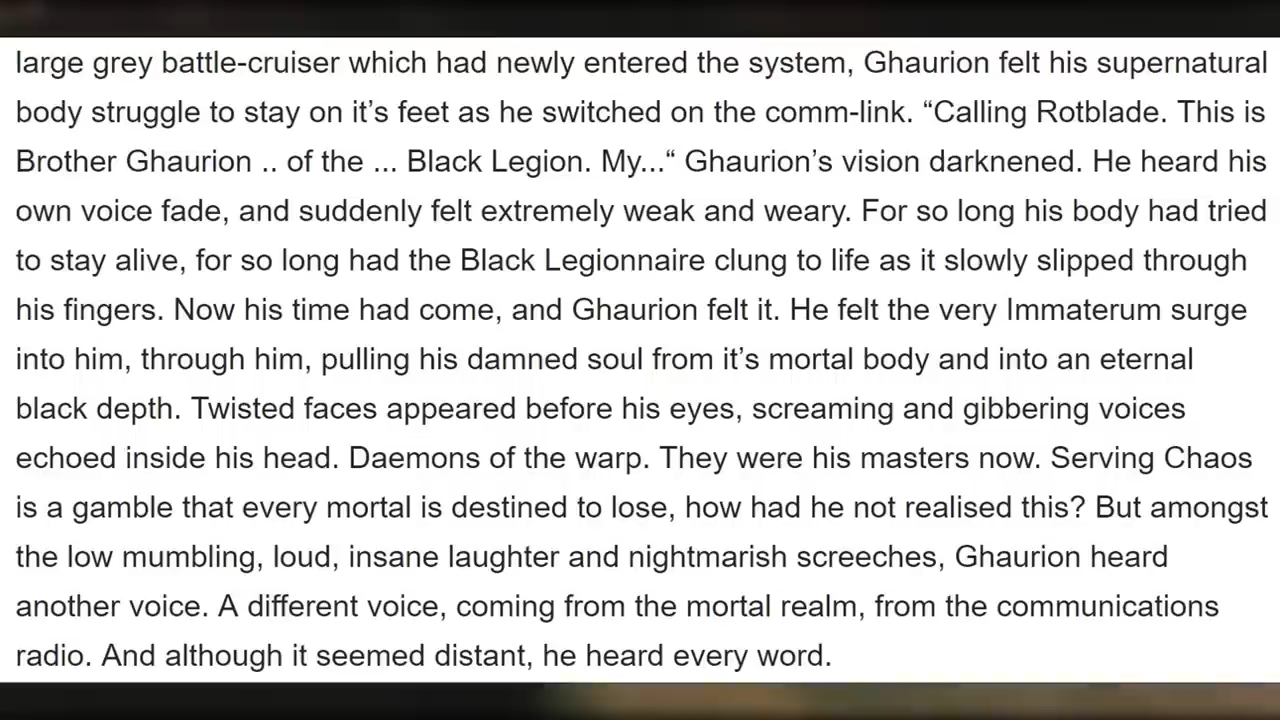 large grey battle-cruiser which had newly entered the system, Ghaurion felt his supernatural
body struggle to stay on it’s feet as he switched on the comm-link. “Calling Rotblade. This is
Brother Ghaurion .. of the ... Black Legion. My...“ Ghaurion’s vision darknened. He heard his
own voice fade, and suddenly felt extremely weak and weary. For so long his body had tried
to stay alive, for so long had the Black Legionnaire clung to life as it slowly slipped through
his fingers. Now his time had come, and Ghaurion felt it. He felt the very Immaterum surge
into him, through him, pulling his damned soul from it’s mortal body and into an eternal
black depth. Twisted faces appeared before his eyes, screaming and gibbering voices
echoed inside his head. Daemons of the warp. They were his masters now. Serving Chaos
is a gamble that every mortal is destined to lose, how had he not realised this? But amongst
the low mumbling, loud, insane laughter and nightmarish screeches, Ghaurion heard
another voice. A different voice, coming from the mortal realm, from the communications
radio. And although it seemed distant, he heard every word.